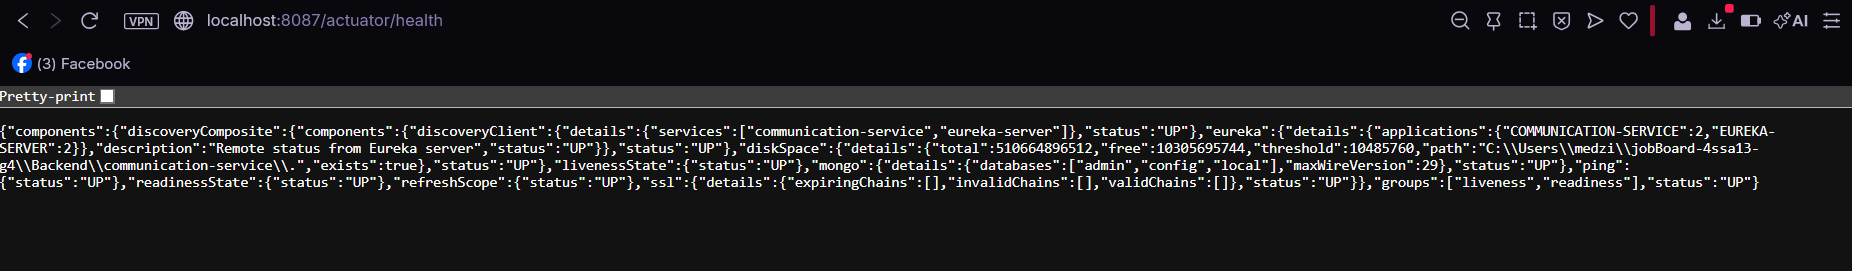 VPN
localhost:8087/actuator/health
AI
(3) Facebook
Pretty-print
{"components":{"discoveryComposite":{"components":{"discoveryClient":{"details":{"services":["communication-service","eureka-server"]},"status":"UP"},"eureka":{"details":{"applications":{"COMMUNICATION-SERVICE":2,"EUREKA-
SERVER":2}},"description":"Remote status from Eureka server","status":"UP"}},"status":"UP"},"diskSpace":{"details":{"total":510664896512,"free":10305695744,"threshold":10485760,"path":"C:\\Users\\medzi\\jobBoard-4ssa13-
g4\\Backend\\communication-service\\.","exists":true},"status":"UP"},"livenessState":{"status":"UP"},"mongo":{"details":{"databases":["admin","config","local"],"maxWireVersion":29},"status":"UP"},"ping":
{"status":"UP"},"readinessState":{"status":"UP"},"refreshScope":{"status":"UP"},"ssl":{"details":{"expiringChains":[],"invalidChains":[],"validChains":[]},"status":"UP"}},"groups":["liveness","readiness"],"status":"UP"}